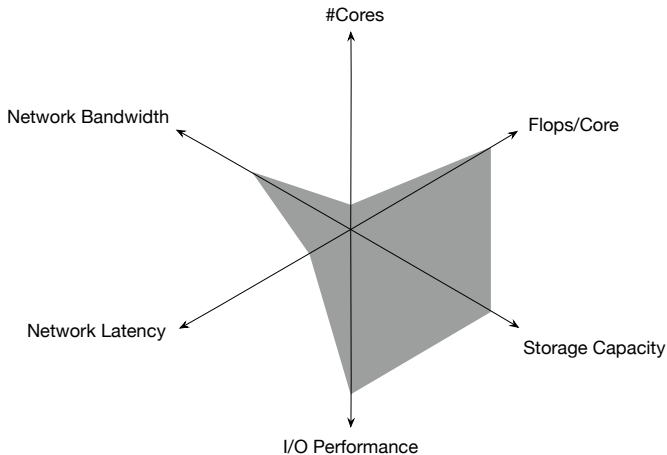 #Cores
Network Bandwidth
Flops/Core
Network Latency
Storage Capacity
I/O Performance